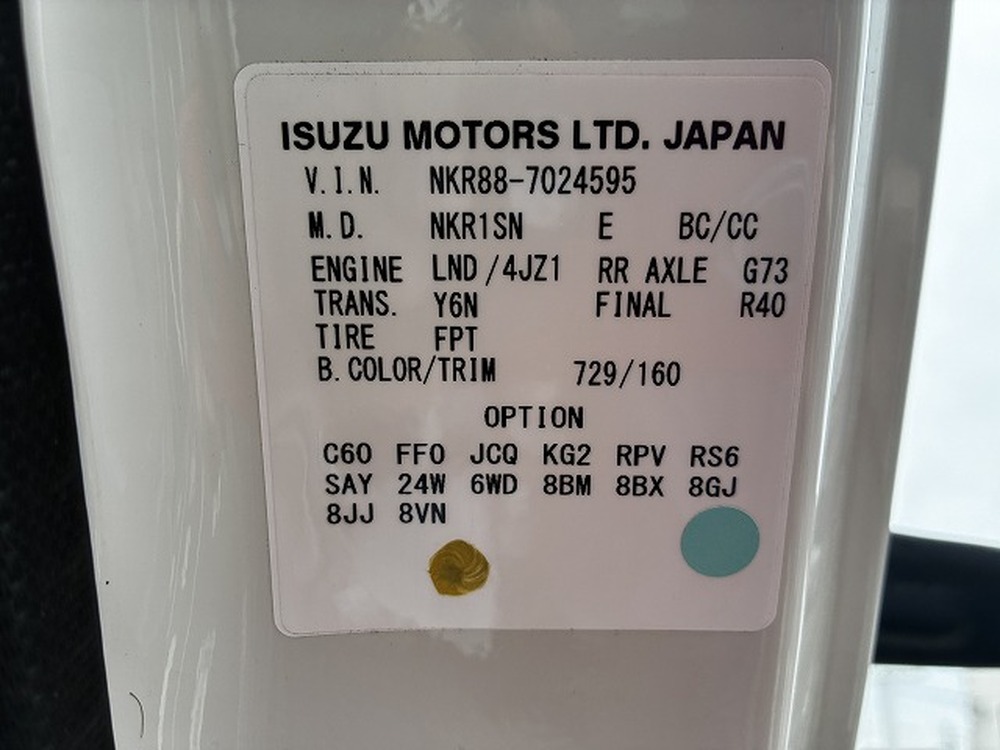 ISUZU MOTORS LTD. JAPAN
V.I.N. NKR88-7024595
M.D. NKR1SN E BC/CC
ENGINE LND/4JZ1 RR AXLE G73
TRANS. Y6N FINAL R40
TIRE FPT
B.COLOR/TRIM 729/160
OPTION
C60 FF0 JCQ KG2 RPV RS6
SAY 24W 6WD 8BM 8BX 8GJ
8JJ 8VN